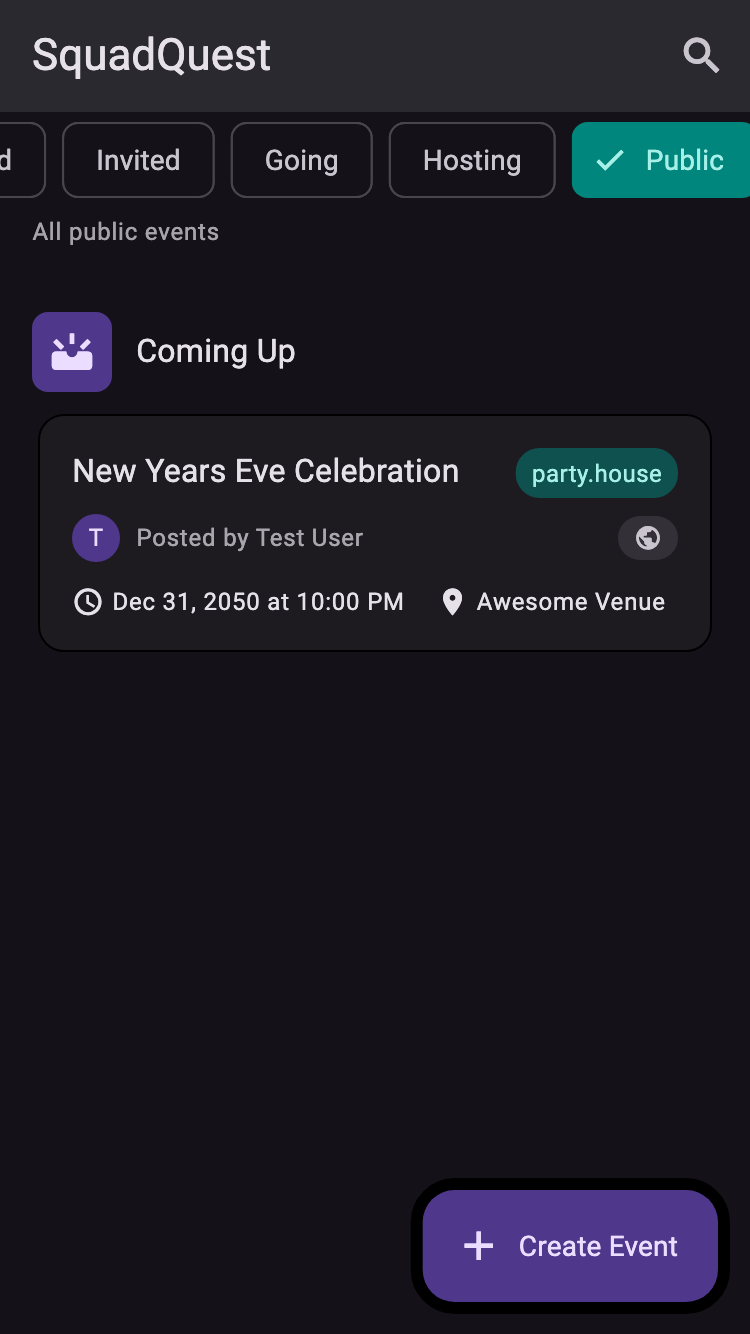 SquadQuest
d Invited Going Hosting Public
All public events
Coming Up
New Years Eve Celebration party.house
T Posted by Test User
Dec 31, 2050 at 10:00 PM Awesome Venue
Create Event